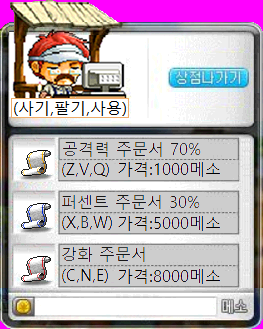 상점나가기
(사기,팔기,사용)
공격력 주문서 70%
(Z,V,Q) 가격:1000메소
퍼센트 주문서 30%
(X,B,W) 가격:5000메소
강화 주문서
(C,N,E) 가격:8000메소
메소